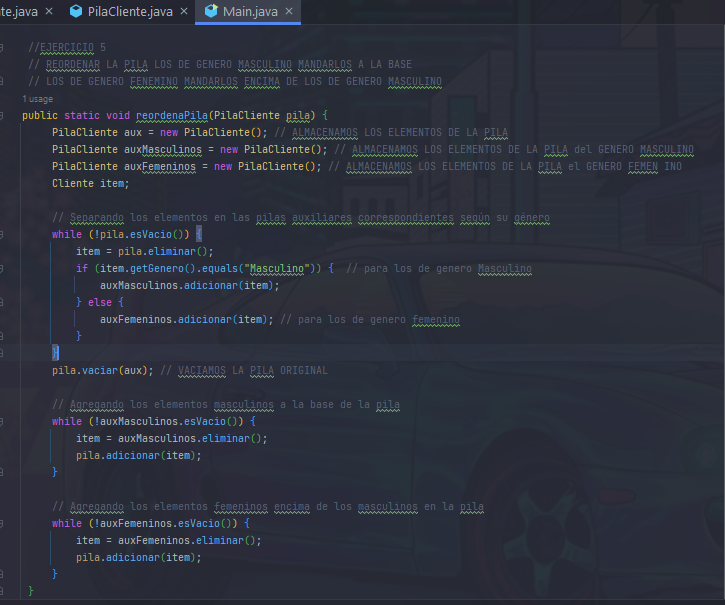 te.java × PilaCliente.java × Main.java ×
//EJERCICIO 5
// REORDENAR LA PILA LOS DE GENERO MASCULINO MANDARLOS A LA BASE
// LOS DE GENERO FENEMINO MANDARLOS ENCIMA DE LOS DE GENERO MASCULINO
1 usage
public static void reordenaPila(PilaCliente pila) {
PilaCliente aux = new PilaCliente(); // ALMACENAMOS LOS ELEMENTOS DE LA PILA
PilaCliente auxMasculinos = new PilaCliente(); // ALMACENAMOS LOS ELEMENTOS DE LA PILA del GENERO MASCULINO
PilaCliente auxFemeninos = new PilaCliente(); // ALMACENAMOS LOS ELEMENTOS DE LA PILA el GENERO FEMEN INO
Cliente item;
// Separando los elementos en las pilas auxiliares correspondientes según su género
while (!pila.esVacio()) {
item = pila.eliminar();
if (item.getGenero().equals("Masculino")) { // para los de genero Masculino
auxMasculinos.adicionar(item);
} else {
auxFemeninos.adicionar(item); // para los de genero femenino
}
}
pila.vaciar(aux); // VACIAMOS LA PILA ORIGINAL
// Agregando los elementos masculinos a la base de la pila
while (!auxMasculinos.esVacio()) {
item = auxMasculinos.eliminar();
pila.adicionar(item);
}
// Agregando los elementos femeninos encima de los masculinos en la pila
while (!auxFemeninos.esVacio()) {
item = auxFemeninos.eliminar();
pila.adicionar(item);
}
}